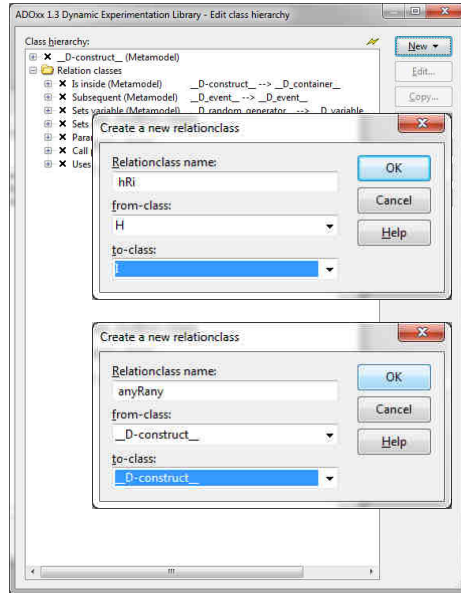 ADOxx 1.3 Dynamic Experimentation Library - Edit class hierarchy
Class hierarchy:
New
__D-construct__ (Metamodel)
Relation classes
Edit...
Is inside (Metamodel) __D-construct__ --> __D_container__
Copy...
Subsequent (Metamodel) __D_event__ --> __D_event__
Sets variable (Metamodel) __D_random_generator__ --> __D_variable
Sets
Para
Call
Uses
Create a new relationclass
Relationclass name:
OK
hRi
Cancel
from-class:
H
Help
to-class:
I
Create a new relationclass
Relationclass name:
OK
anyRany
Cancel
from-class:
__D-construct__
Help
to-class:
__D-construct__